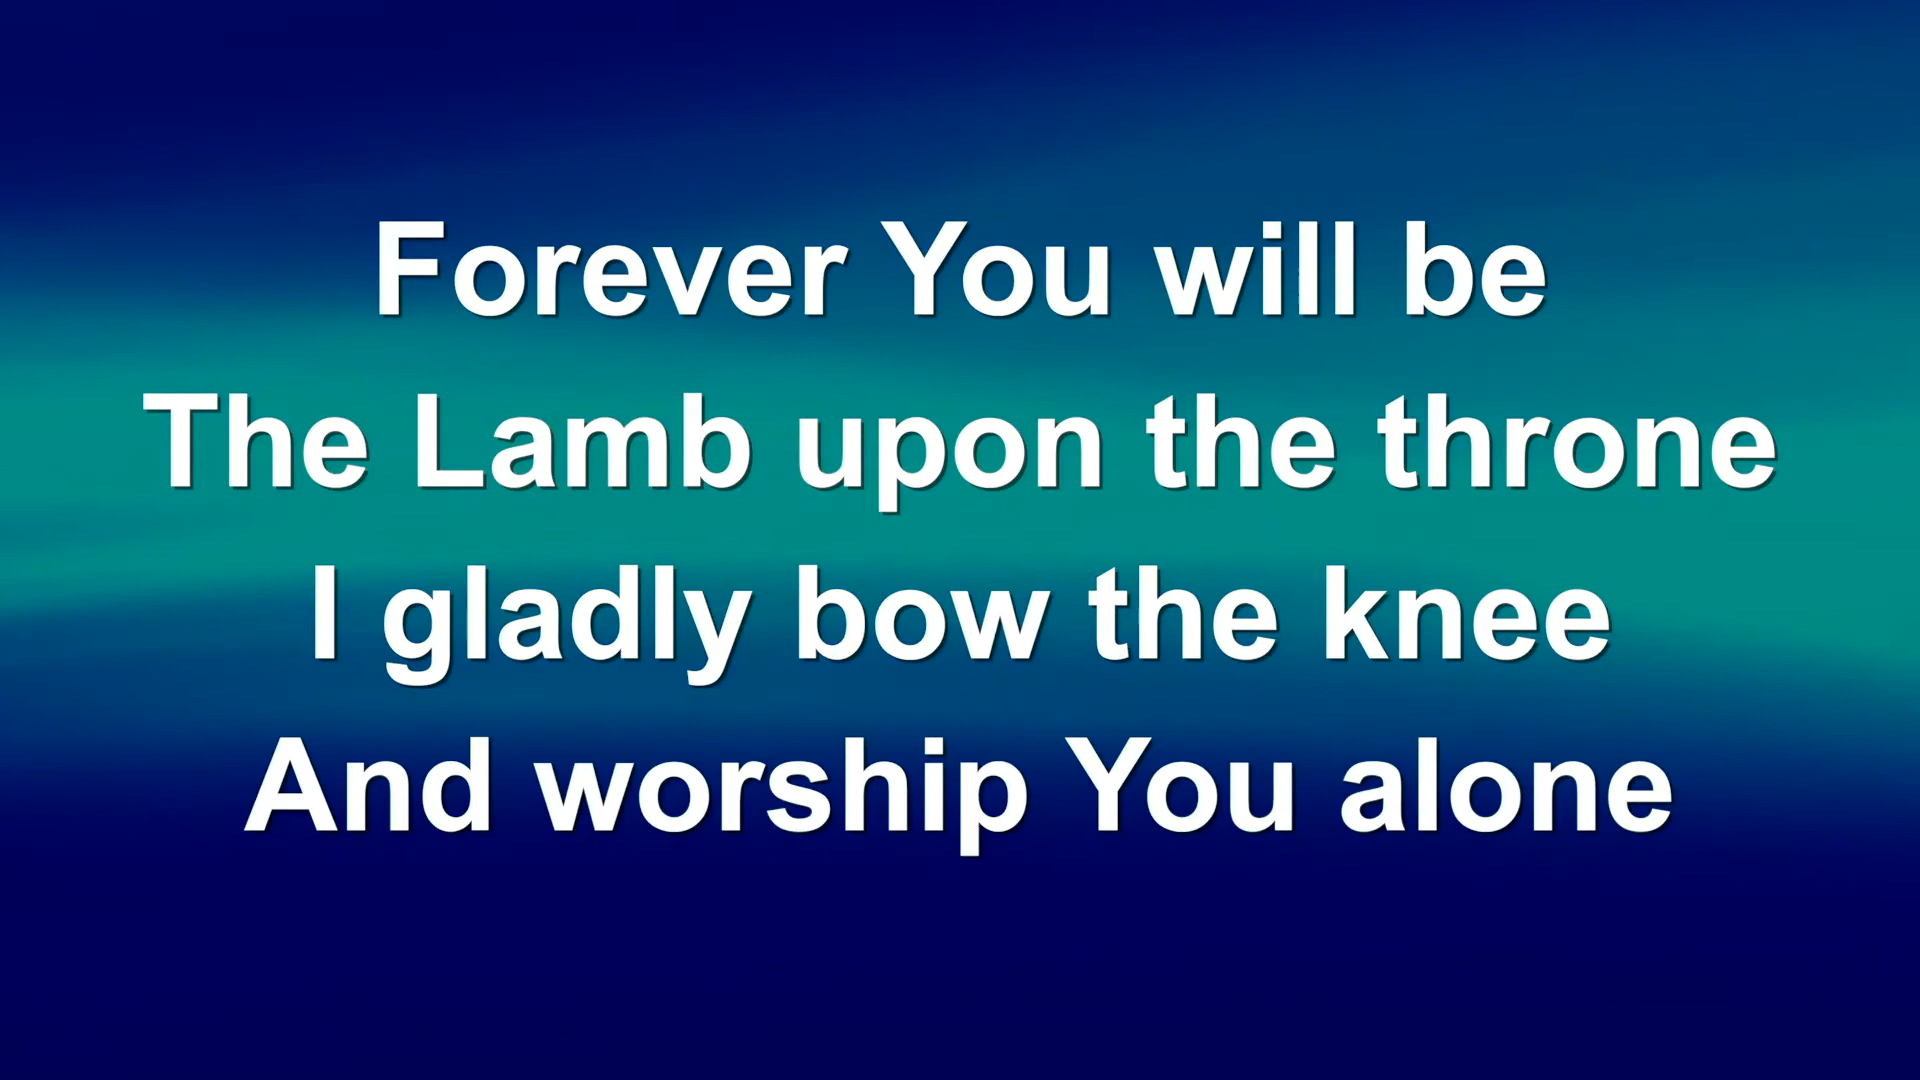 Forever You will be
The Lamb upon the throne
I gladly bow the knee
And worship You alone